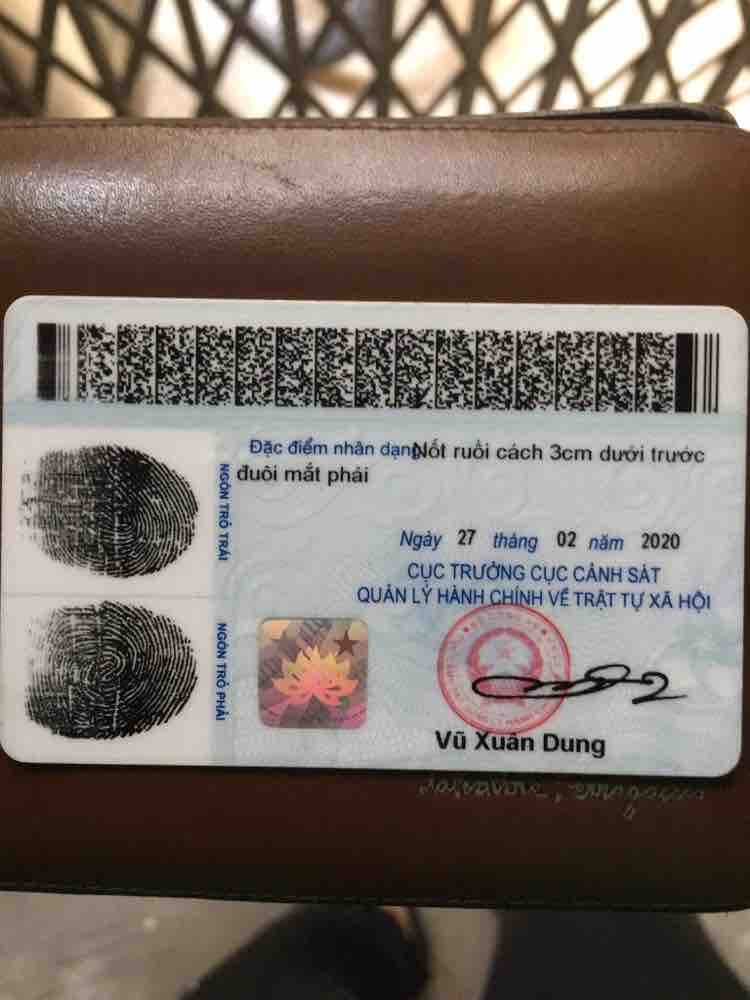 Đặc điểm nhân dạng Nốt ruồi cách 3cm dưới trước
đuôi mắt phải
NGÓN TRỎ TRÁI
Ngày 27 tháng 02 năm 2020
CỤC TRƯỞNG CỤC CẢNH SÁT
QUẢN LÝ HÀNH CHÍNH VỀ TRẬT TỰ XÃ HỘI
NGÓN TRỎ PHẢI
Vũ Xuân Dung